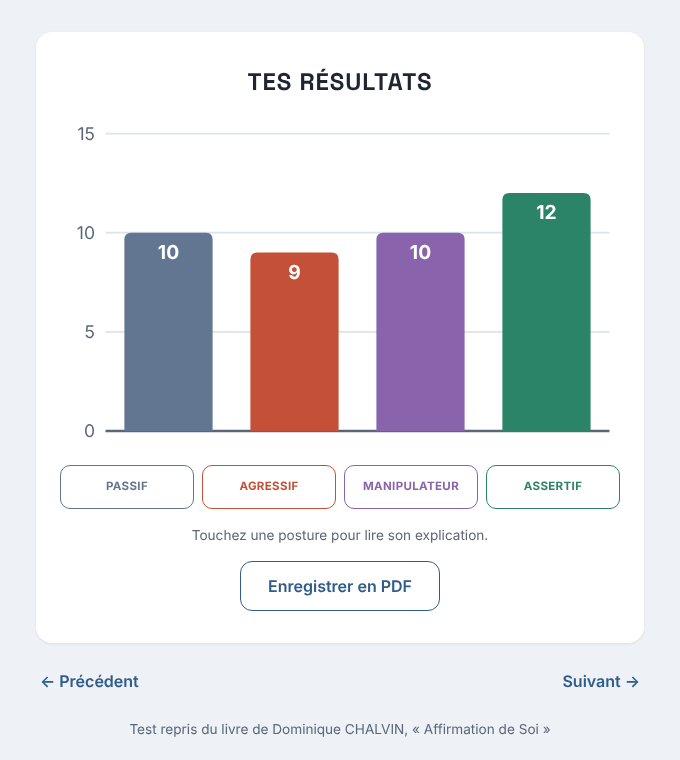 TES RÉSULTATS
15
10
5
0
10
9
10
12
PASSIF
AGRESSIF
MANIPULATEUR
ASSERTIF
Touchez une posture pour lire son explication.
Enregistrer en PDF
← Précédent
Suivant →
Test repris du livre de Dominique CHALVIN, « Affirmation de Soi »